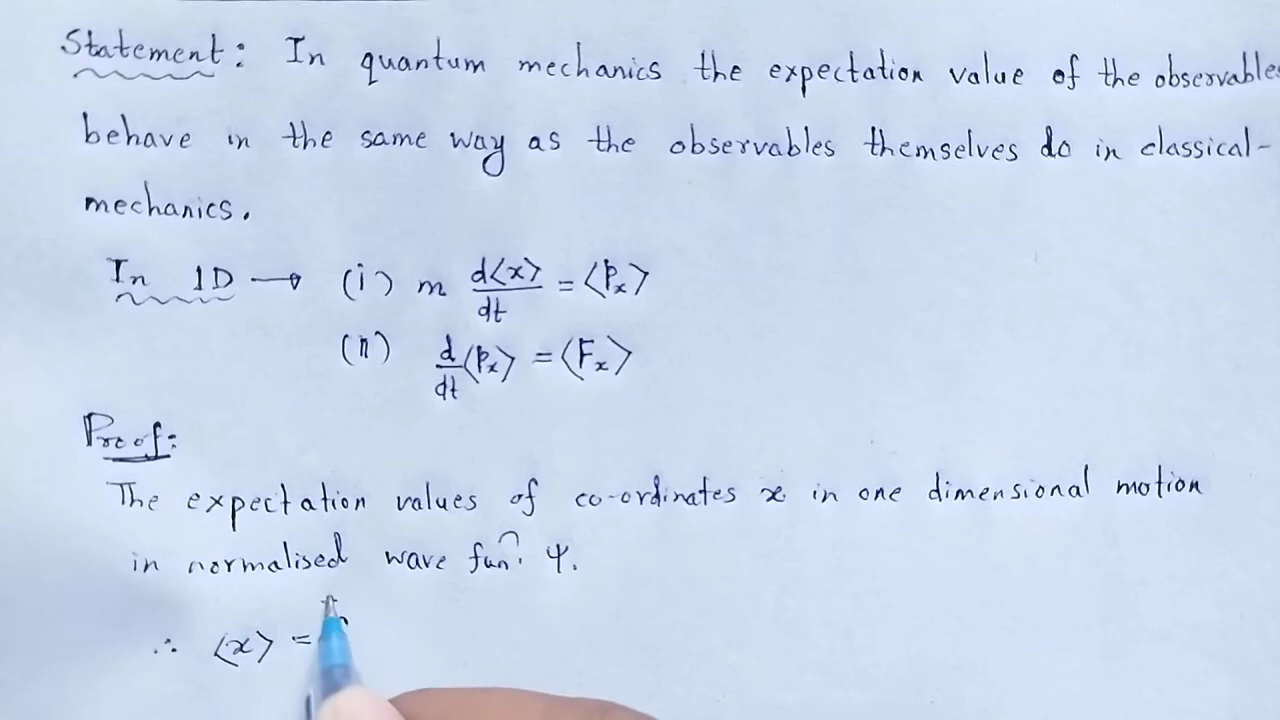 Statement: In quantum mechanics the expectation value of the observables
behave in the same way as the observables themselves do in classical-
mechanics.
In 1D → (i) m d⟨x⟩/dt = ⟨Px⟩
(ii) d/dt ⟨Px⟩ = ⟨Fx⟩
Proof:
The expectation values of co-ordinates x in one dimensional motion
in normalised wave funⁿ. ψ.
∴ ⟨x⟩ =